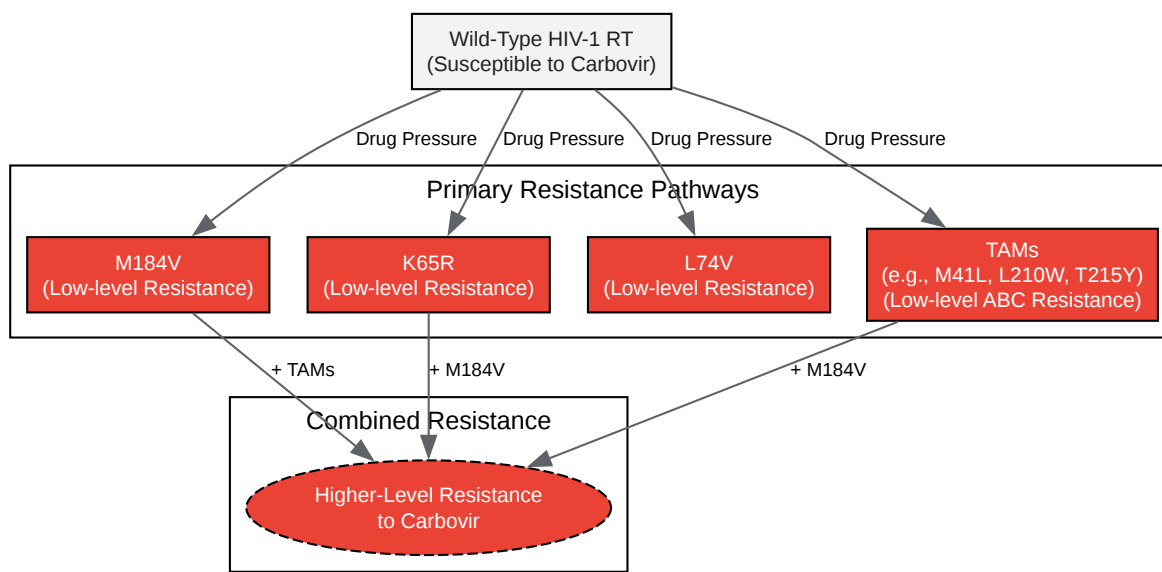 Wild-Type HIV-1 RT
(Susceptible to Carbovir)
Drug Pressure
Drug Pressure
Drug Pressure
Drug Pressure
Primary Resistance Pathways
M184V
(Low-level Resistance)
K65R
(Low-level Resistance)
L74V
(Low-level Resistance)
TAMs
(e.g., M41L, L210W, T215Y)
(Low-level ABC Resistance)
+ TAMs
+ M184V
+ M184V
Combined Resistance
Higher-Level Resistance
to Carbovir